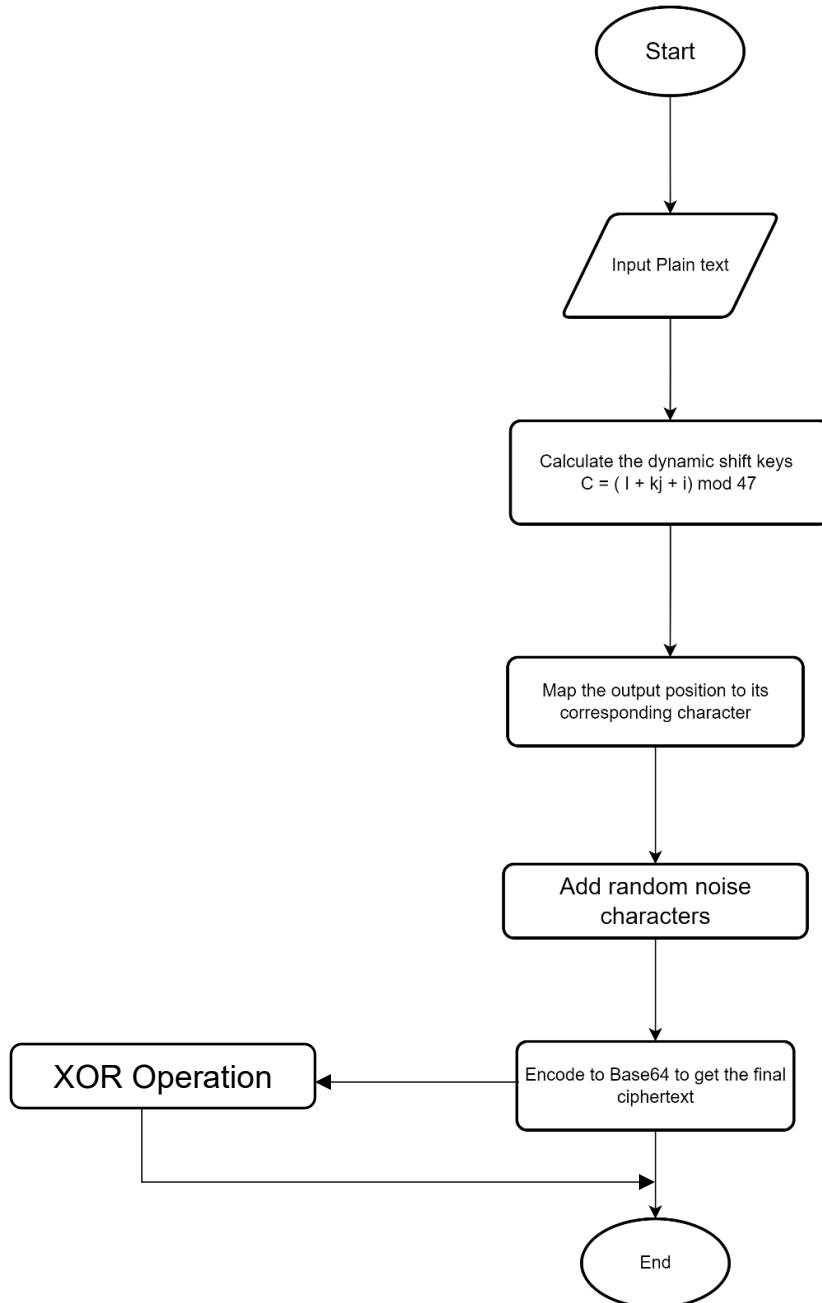 Start
Input Plain text
Calculate the dynamic shift keys
C = ( I + kj + i) mod 47
Map the output position to its
corresponding character
Add random noise
characters
XOR Operation
Encode to Base64 to get the final
ciphertext
End